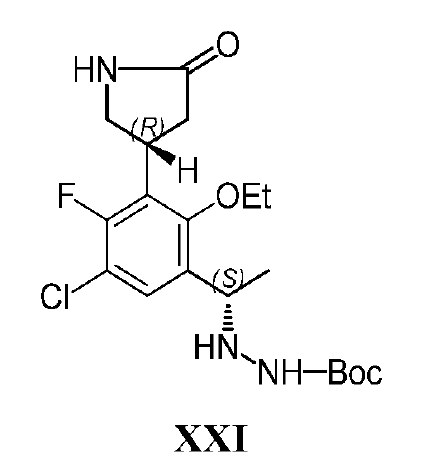 HN O
(R)
H
F OEt
Cl (S)
HN
NH-Boc
XXI